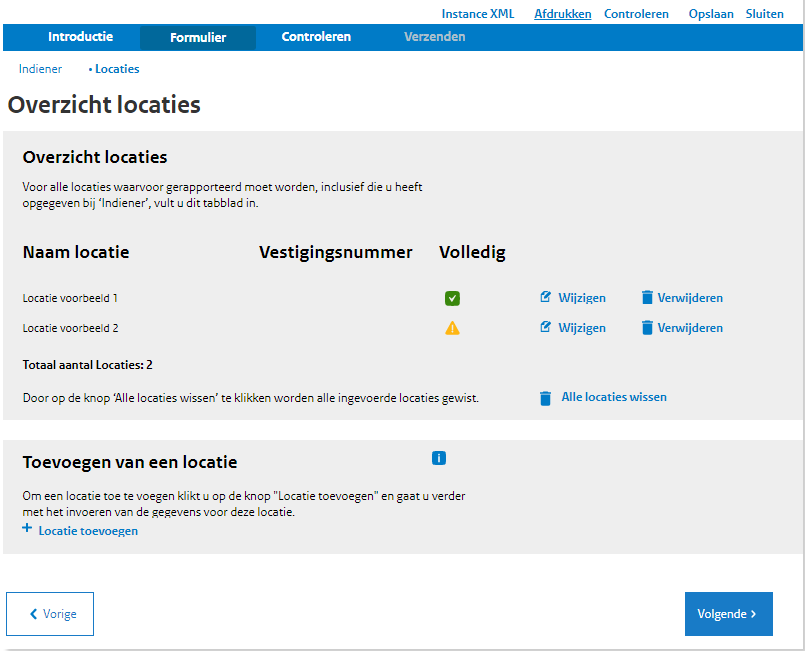 Instance XML Afdrukken Controleren Opslaan Sluiten
Introductie Formulier Controleren Verzenden
Indiener • Locaties
Overzicht locaties
Overzicht locaties
Voor alle locaties waarvoor gerapporteerd moet worden, inclusief die u heeft
opgegeven bij ‘Indiener’, vult u dit tabblad in.
Naam locatie Vestigingsnummer Volledig
Locatie voorbeeld 1 Wijzigen Verwijderen
Locatie voorbeeld 2 Wijzigen Verwijderen
Totaal aantal Locaties: 2
Door op de knop ‘Alle locaties wissen’ te klikken worden alle ingevoerde locaties gewist. Alle locaties wissen
Toevoegen van een locatie i
Om een locatie toe te voegen klikt u op de knop "Locatie toevoegen" en gaat u verder
met het invoeren van de gegevens voor deze locatie.
+ Locatie toevoegen
Vorige Volgende